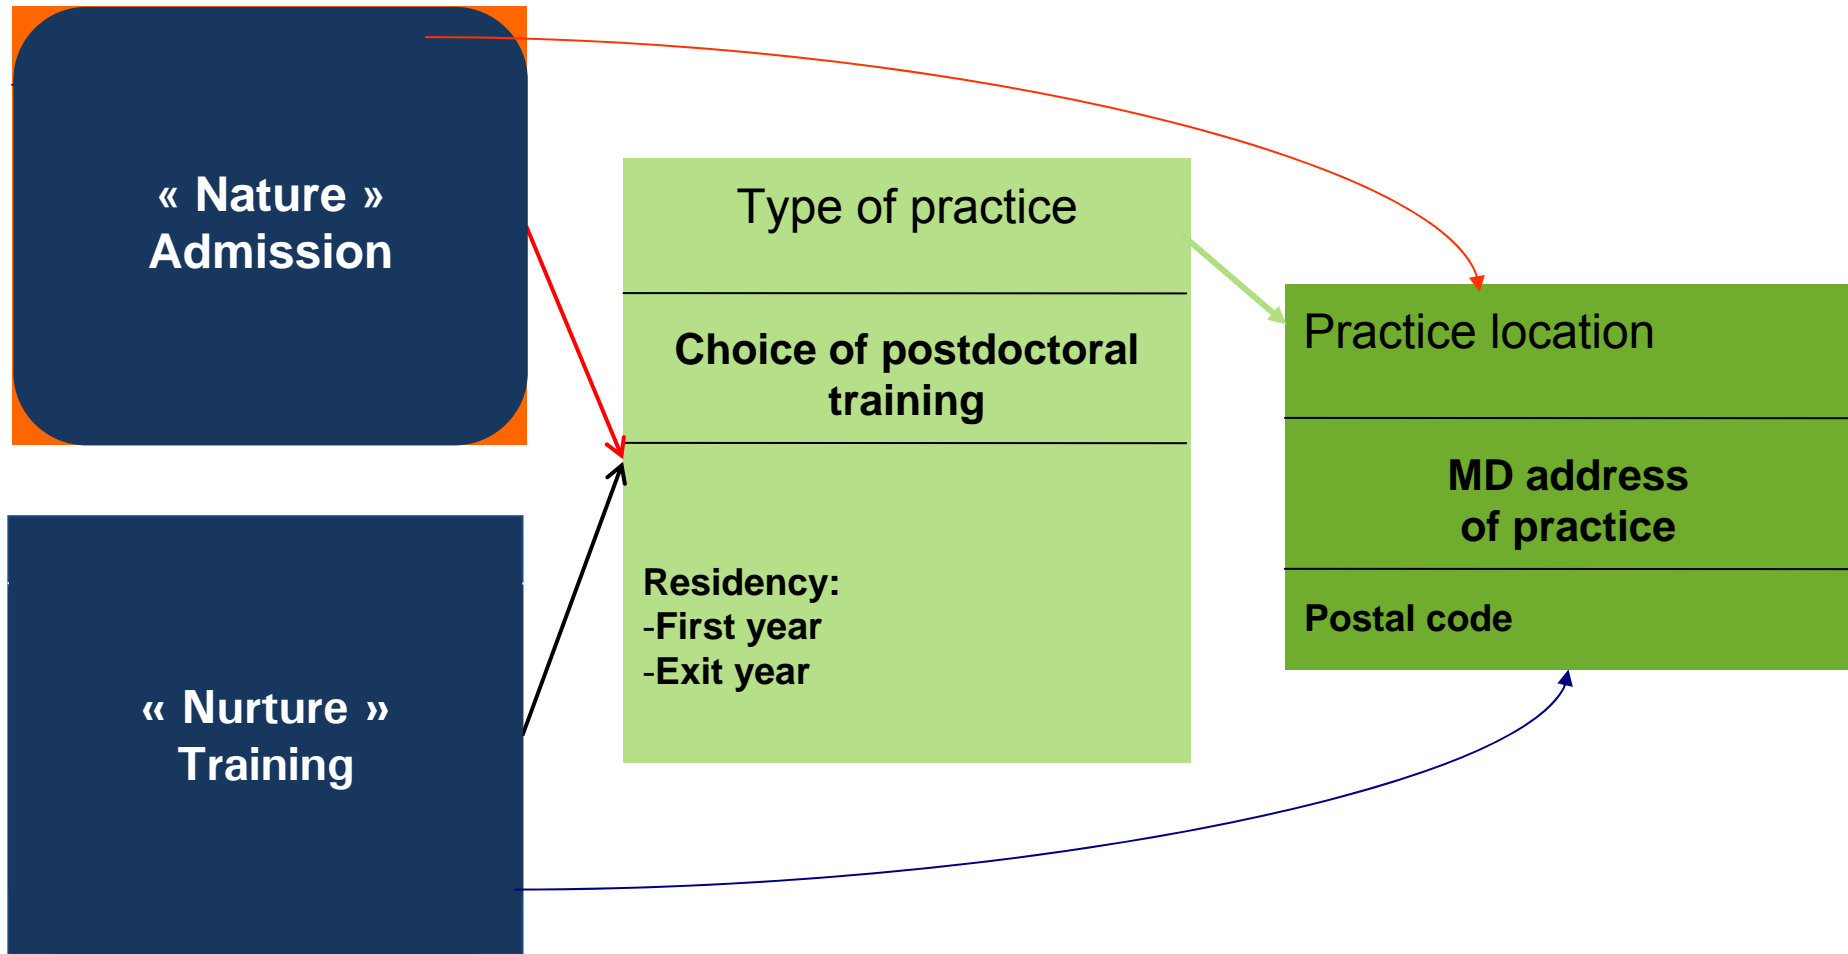 « Nature »
Admission
« Nurture »
Training
Type of practice
Choice of postdoctoral
training
Residency:
-First year
-Exit year
Practice location
MD address
of practice
Postal code